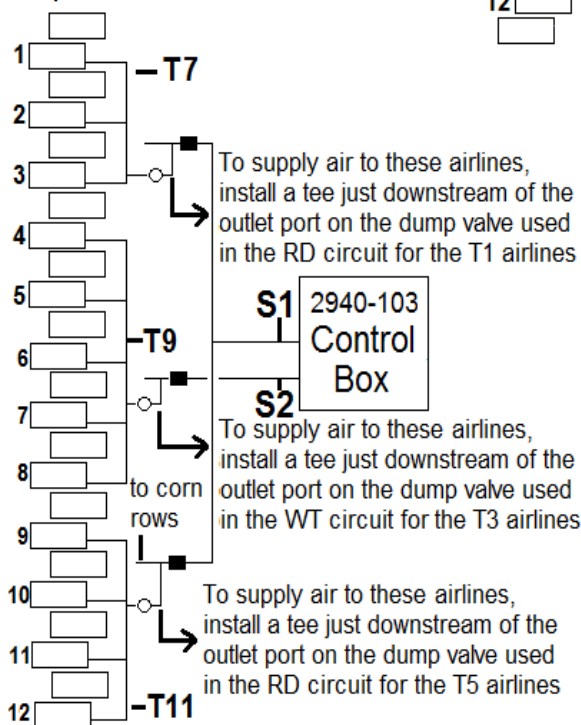 12
1
T7
2
3
To supply air to these airlines,
install a tee just downstream of the
outlet port on the dump valve used
in the RD circuit for the T1 airlines
4
5
S1
2940-103
Control
Box
T9
6
S2
7
To supply air to these airlines,
install a tee just downstream of the
outlet port on the dump valve used
in the WT circuit for the T3 airlines
8
to corn
rows
9
10
To supply air to these airlines,
install a tee just downstream of the
outlet port on the dump valve used
in the RD circuit for the T5 airlines
11
12
T11